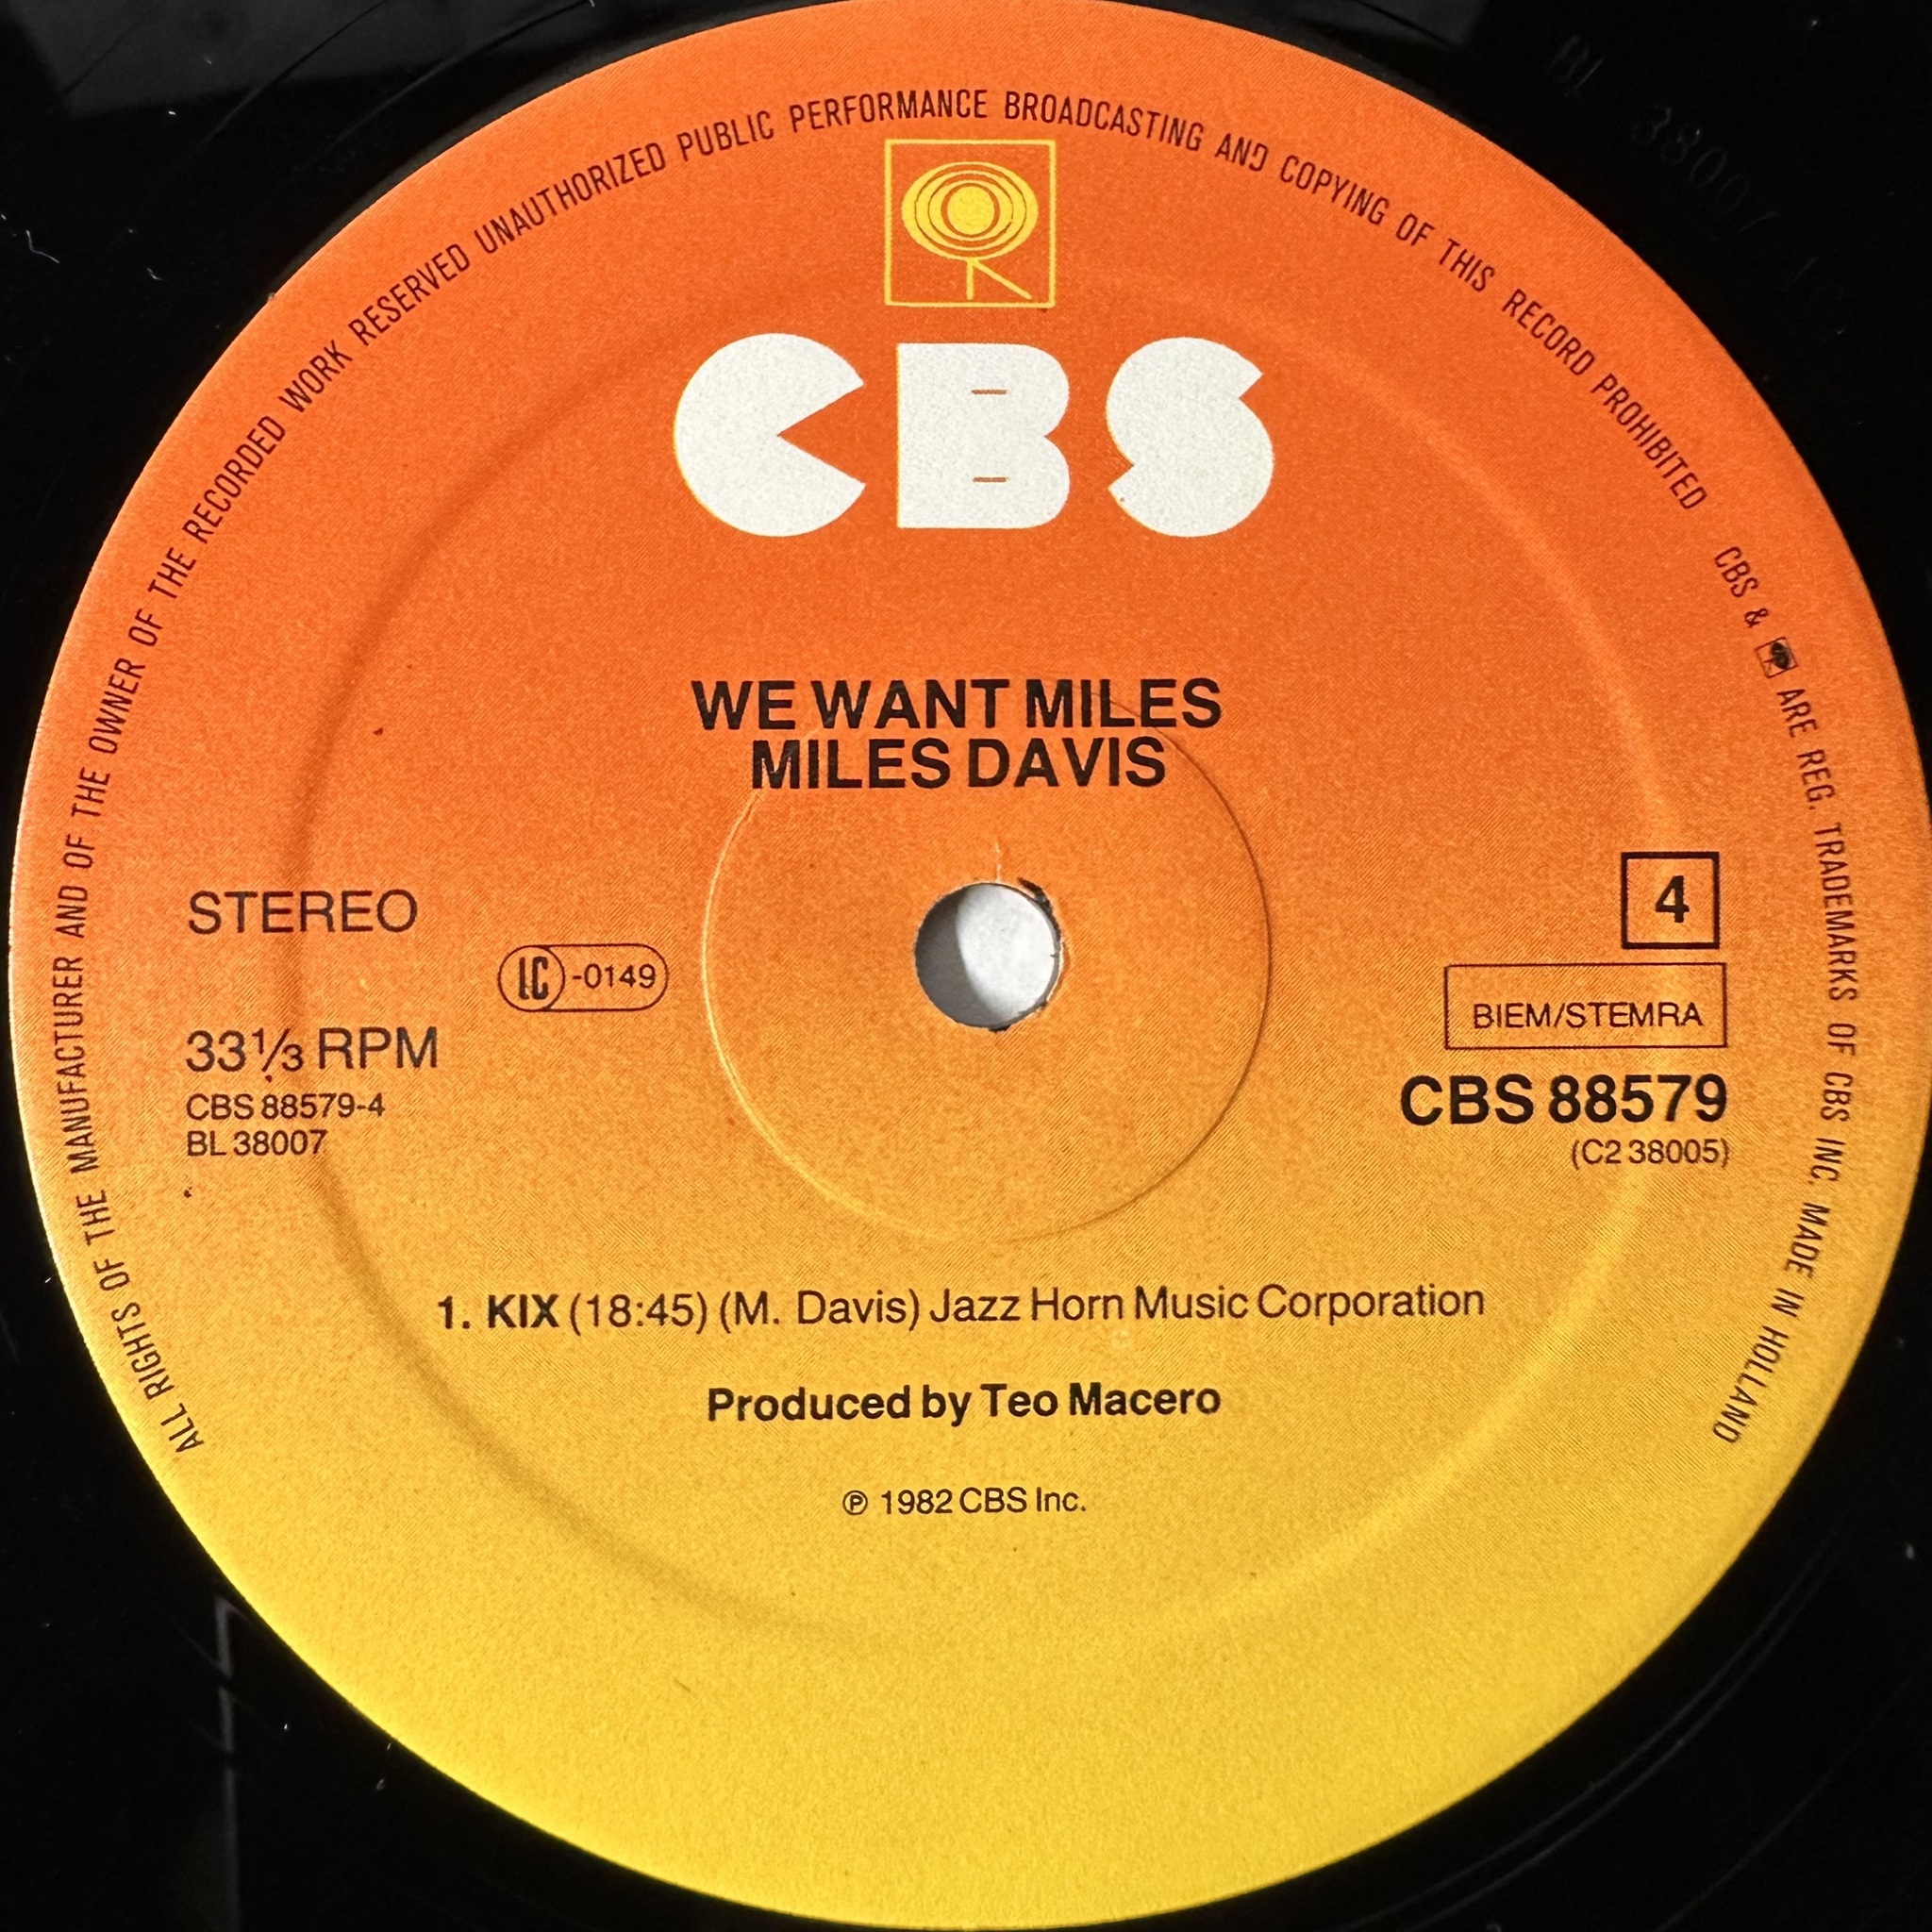 ALL RIGHTS OF THE MANUFACTURER AND OF THE OWNER OF THE RECORDED WORK RESERVED UNAUTHORIZED PUBLIC PERFORMANCE BROADCASTING AND COPYING OF THIS RECORD PROHIBITED CBS & ARE REG. TRADEMARKS OF CBS INC. MADE IN HOLLAND
CBS
WE WANT MILES
MILES DAVIS
STEREO
LC-0149
33⅓ RPM
CBS 88579-4
BL 38007
4
BIEM/STEMRA
CBS 88579
(C2 38005)
1. KIX (18:45) (M. Davis) Jazz Horn Music Corporation
Produced by Teo Macero
℗ 1982 CBS Inc.